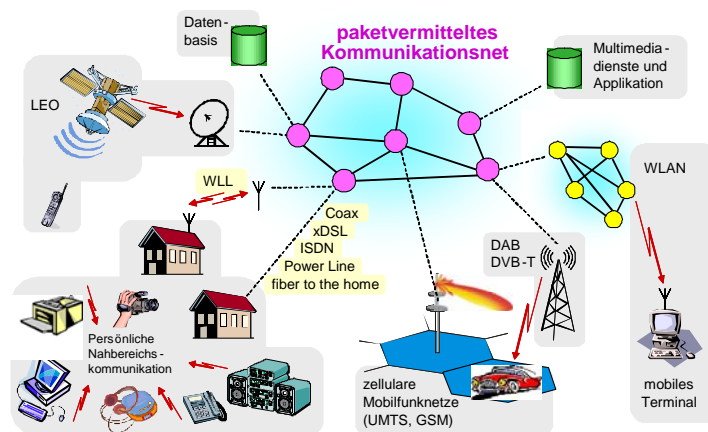 Daten-
basis
paketvermitteltes
Kommunikationsnet
Multimedia-
dienste und
Applikation
LEO
WLAN
WLL
Coax
xDSL
ISDN
Power Line
fiber to the home
DAB
DVB-T
Persönliche
Nahbereichs-
kommunikation
zellulare
Mobilfunknetze
(UMTS, GSM)
mobiles
Terminal